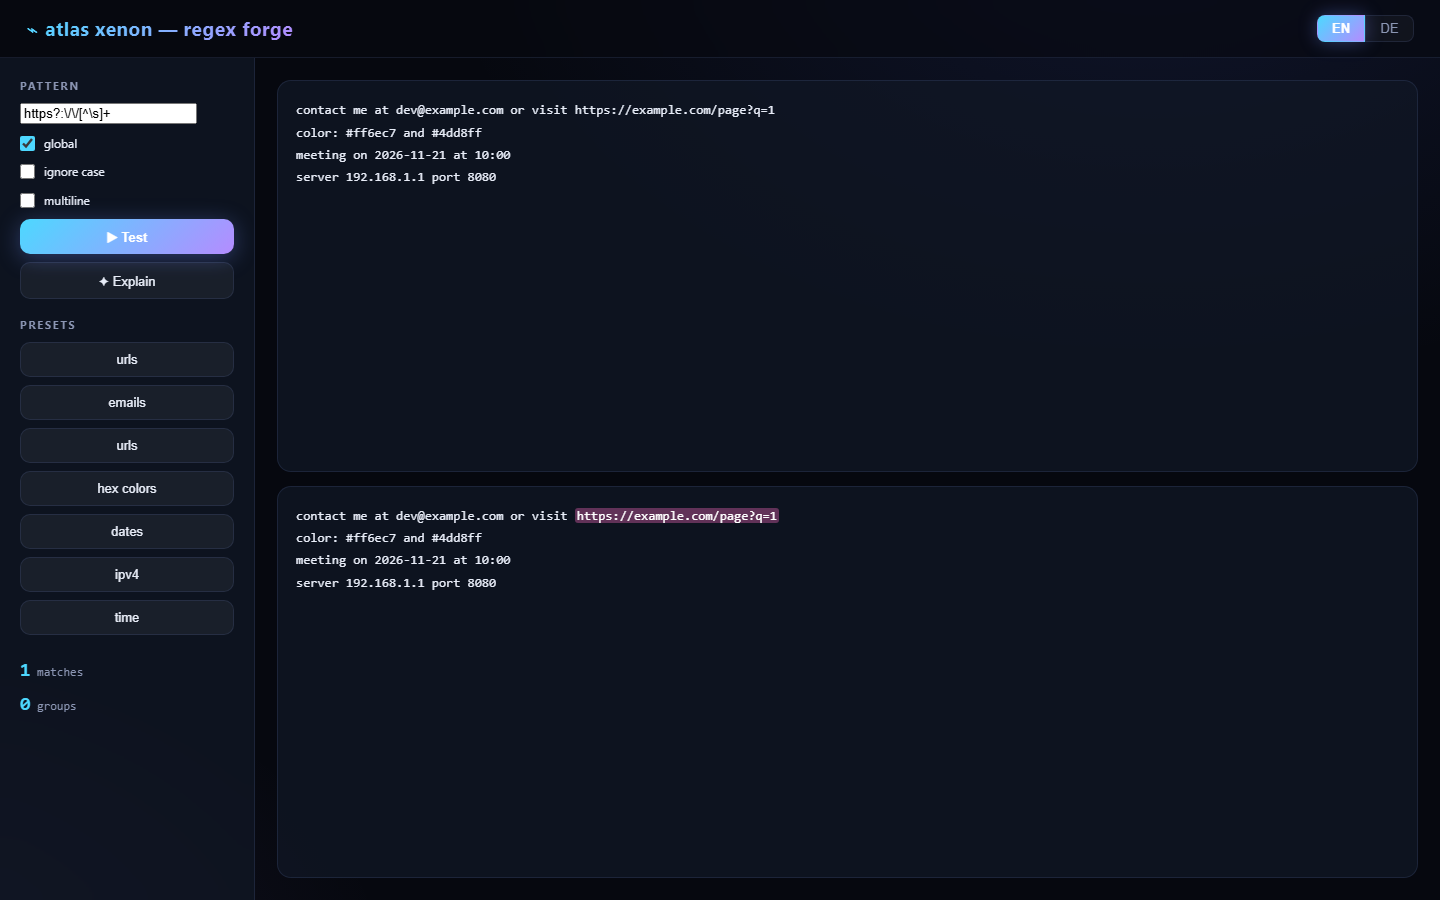 ⌁ atlas xenon — regex forge
EN DE
PATTERN
https?:\/\/[^\s]+
global
ignore case
multiline
▶ Test
✦ Explain
PRESETS
urls
emails
urls
hex colors
dates
ipv4
time
1 matches
0 groups
contact me at dev@example.com or visit https://example.com/page?q=1
color: #ff6ec7 and #4dd8ff
meeting on 2026-11-21 at 10:00
server 192.168.1.1 port 8080
contact me at dev@example.com or visit https://example.com/page?q=1
color: #ff6ec7 and #4dd8ff
meeting on 2026-11-21 at 10:00
server 192.168.1.1 port 8080